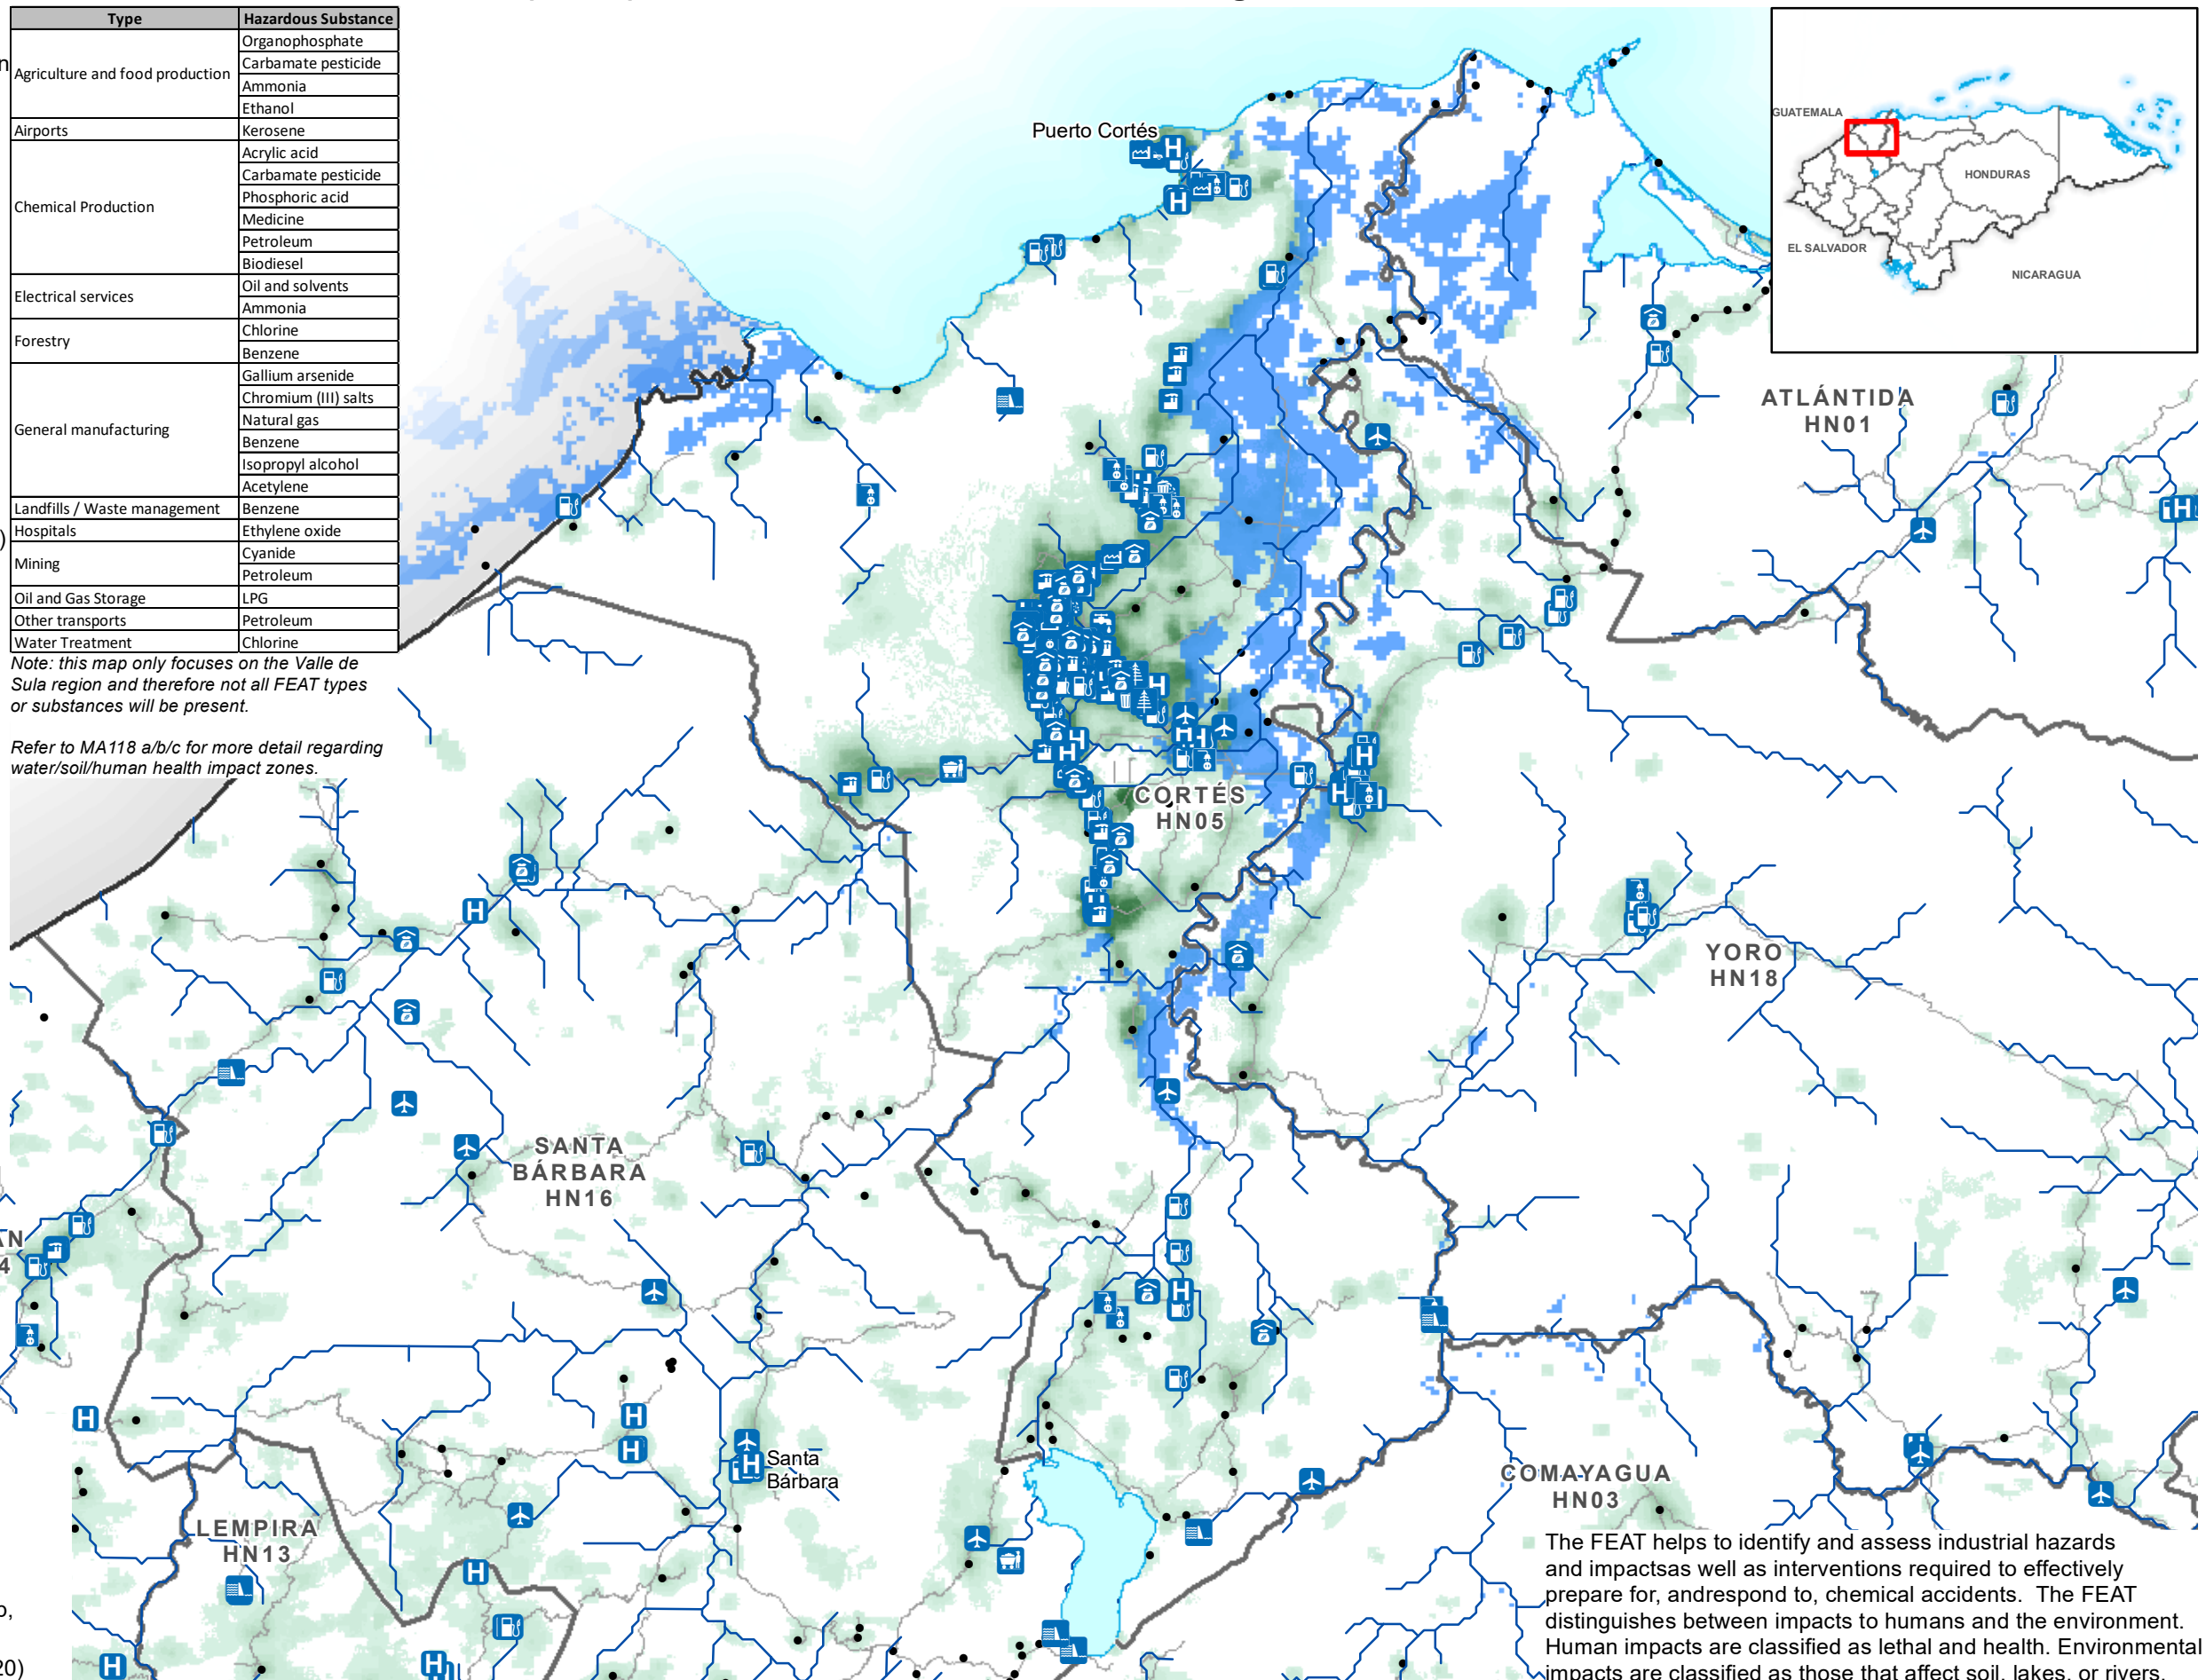 Type Hazardous Substance
Agriculture and food production
Organophosphate
Carbamate pesticide
Ammonia
Ethanol
Airports Kerosene
Chemical Production
Acrylic acid
Carbamate pesticide
Phosphoric acid
Medicine
Petroleum
Biodiesel
Electrical services
Oil and solvents
Ammonia
Forestry
Chlorine
Benzene
General manufacturing
Gallium arsenide
Chromium (III) salts
Natural gas
Benzene
Isopropyl alcohol
Acetylene
Landfills / Waste management Benzene
Hospitals Ethylene oxide
Mining
Cyanide
Petroleum
Oil and Gas Storage LPG
Other transports Petroleum
Water Treatment Chlorine
Note: this map only focuses on the Valle de
Sula region and therefore not all FEAT types
or substances will be present.
Refer to MA118 a/b/c for more detail regarding
water/soil/human health impact zones.
n
)
Puerto Cortés
GUATEMALA
HONDURAS
EL SALVADOR
NICARAGUA
ATLÁNTIDA
HN01
CORTÉS
HN05
YORO
HN18
SANTA
BÁRBARA
HN16
ÁN
4
Santa
Bárbara
LEMPIRA
HN13
COMAYAGUA
HN03
The FEAT helps to identify and assess industrial hazards
and impactsas well as interventions required to effectively
prepare for, andrespond to, chemical accidents. The FEAT
distinguishes between impacts to humans and the environment.
Human impacts are classified as lethal and health. Environmental
impacts are classified as those that affect soil, lakes, or rivers.
20)